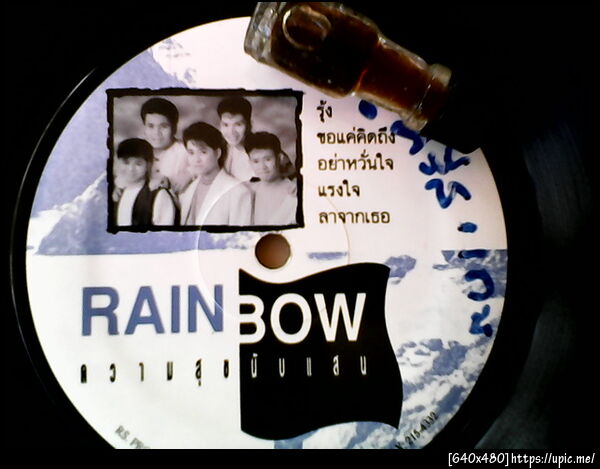 รุ้ง
ขอแค่คิดถึง
อย่าหวั่นใจ
แรงใจ
ลาจากเธอ
RAINBOW
ความสุขนับแสน
R.S. PRO
[640x480]https://upic.me/